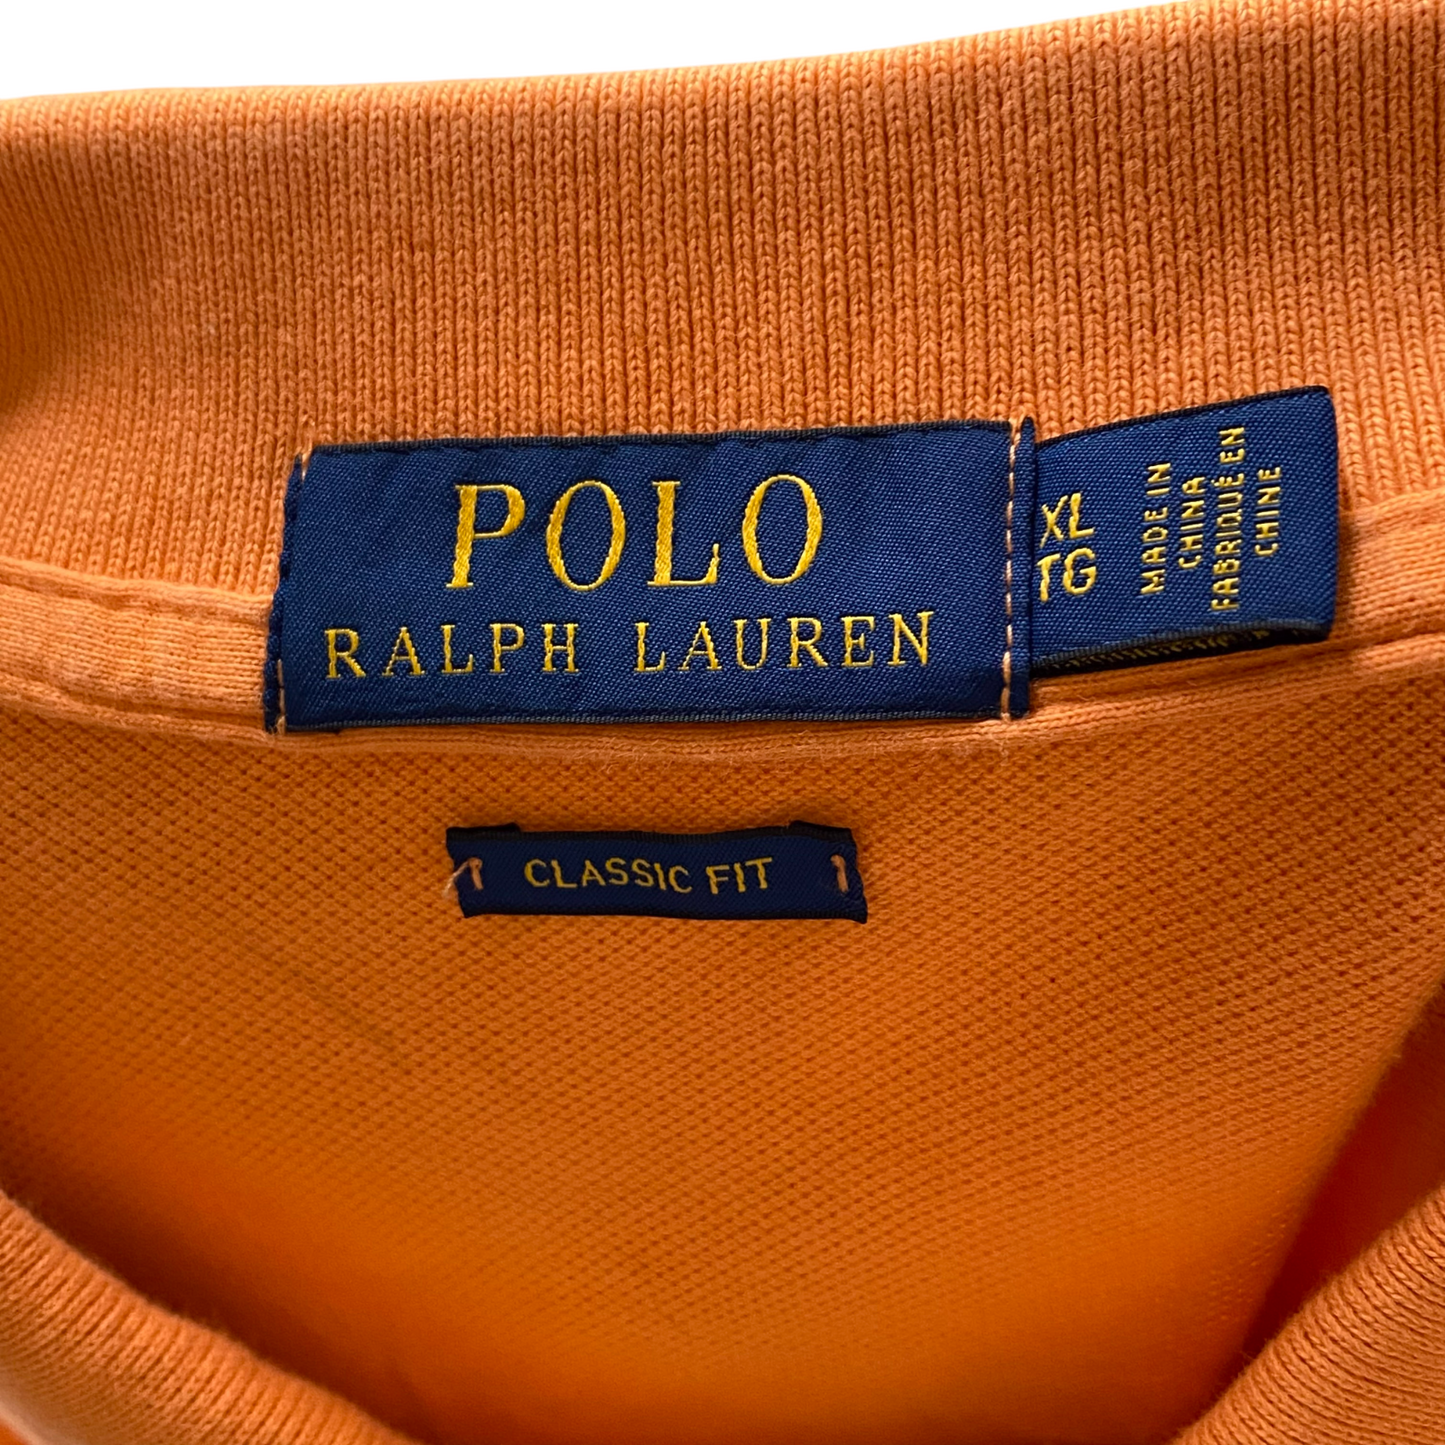 POLO
RALPH LAUREN
XL
TG
MADE IN
CHINA
FABRIQUÉ EN
CHINE
CLASSIC FIT